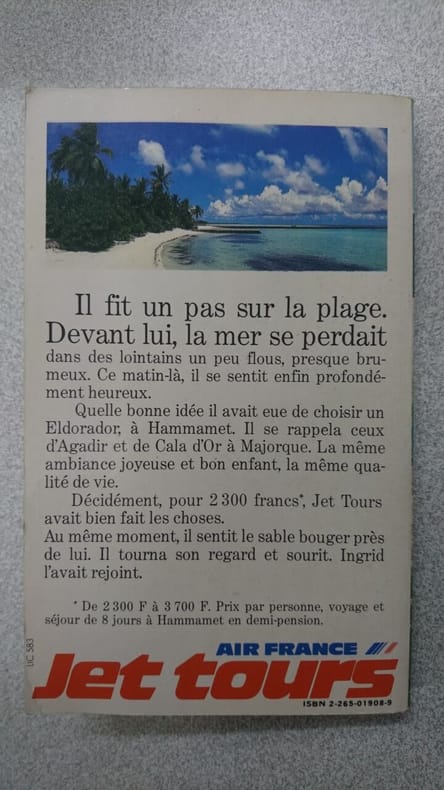 Il fit un pas sur la plage.
Devant lui, la mer se perdait
dans des lointains un peu flous, presque bru-
meux. Ce matin-là, il se sentit enfin profondé-
ment heureux.
Quelle bonne idée il avait eue de choisir un
Eldorador, à Hammamet. Il se rappela ceux
d'Agadir et de Cala d'Or à Majorque. La même
ambiance joyeuse et bon enfant, la même qua-
lité de vie.
Décidément, pour 2 300 francs*, Jet Tours
avait bien fait les choses.
Au même moment, il sentit le sable bouger près
de lui. Il tourna son regard et sourit. Ingrid
l'avait rejoint.
* De 2 300 F à 3 700 F. Prix par personne, voyage et
séjour de 8 jours à Hammamet en demi-pension.
UC 583
AIR FRANCE
Jet tours
ISBN 2-265-01908-9